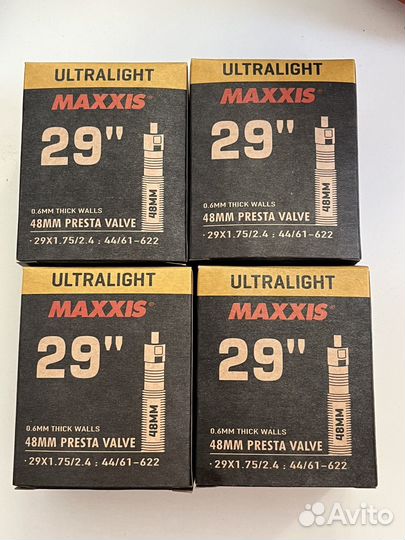 ULTRALIGHT
MAXXIS®
29"
48MM
0.6MM THICK WALLS
48MM PRESTA VALVE
·29X1.75/2.4 ; 44/61-622
ULTRALIGHT
MAXXIS®
29"
48MM
0.6MM THICK WALLS
48MM PRESTA VALVE
·29X1.75/2.4 ; 44/61-622
ULTRALIGHT
MAXXIS®
29"
48MM
0.6MM THICK WALLS
48MM PRESTA VALVE
·29X1.75/2.4 ; 44/61-622
ULTRALIGHT
MAXXIS®
29"
48MM
0.6MM THICK WALLS
48MM PRESTA VALVE
·29X1.75/2.4 ; 44/61-622
Avito